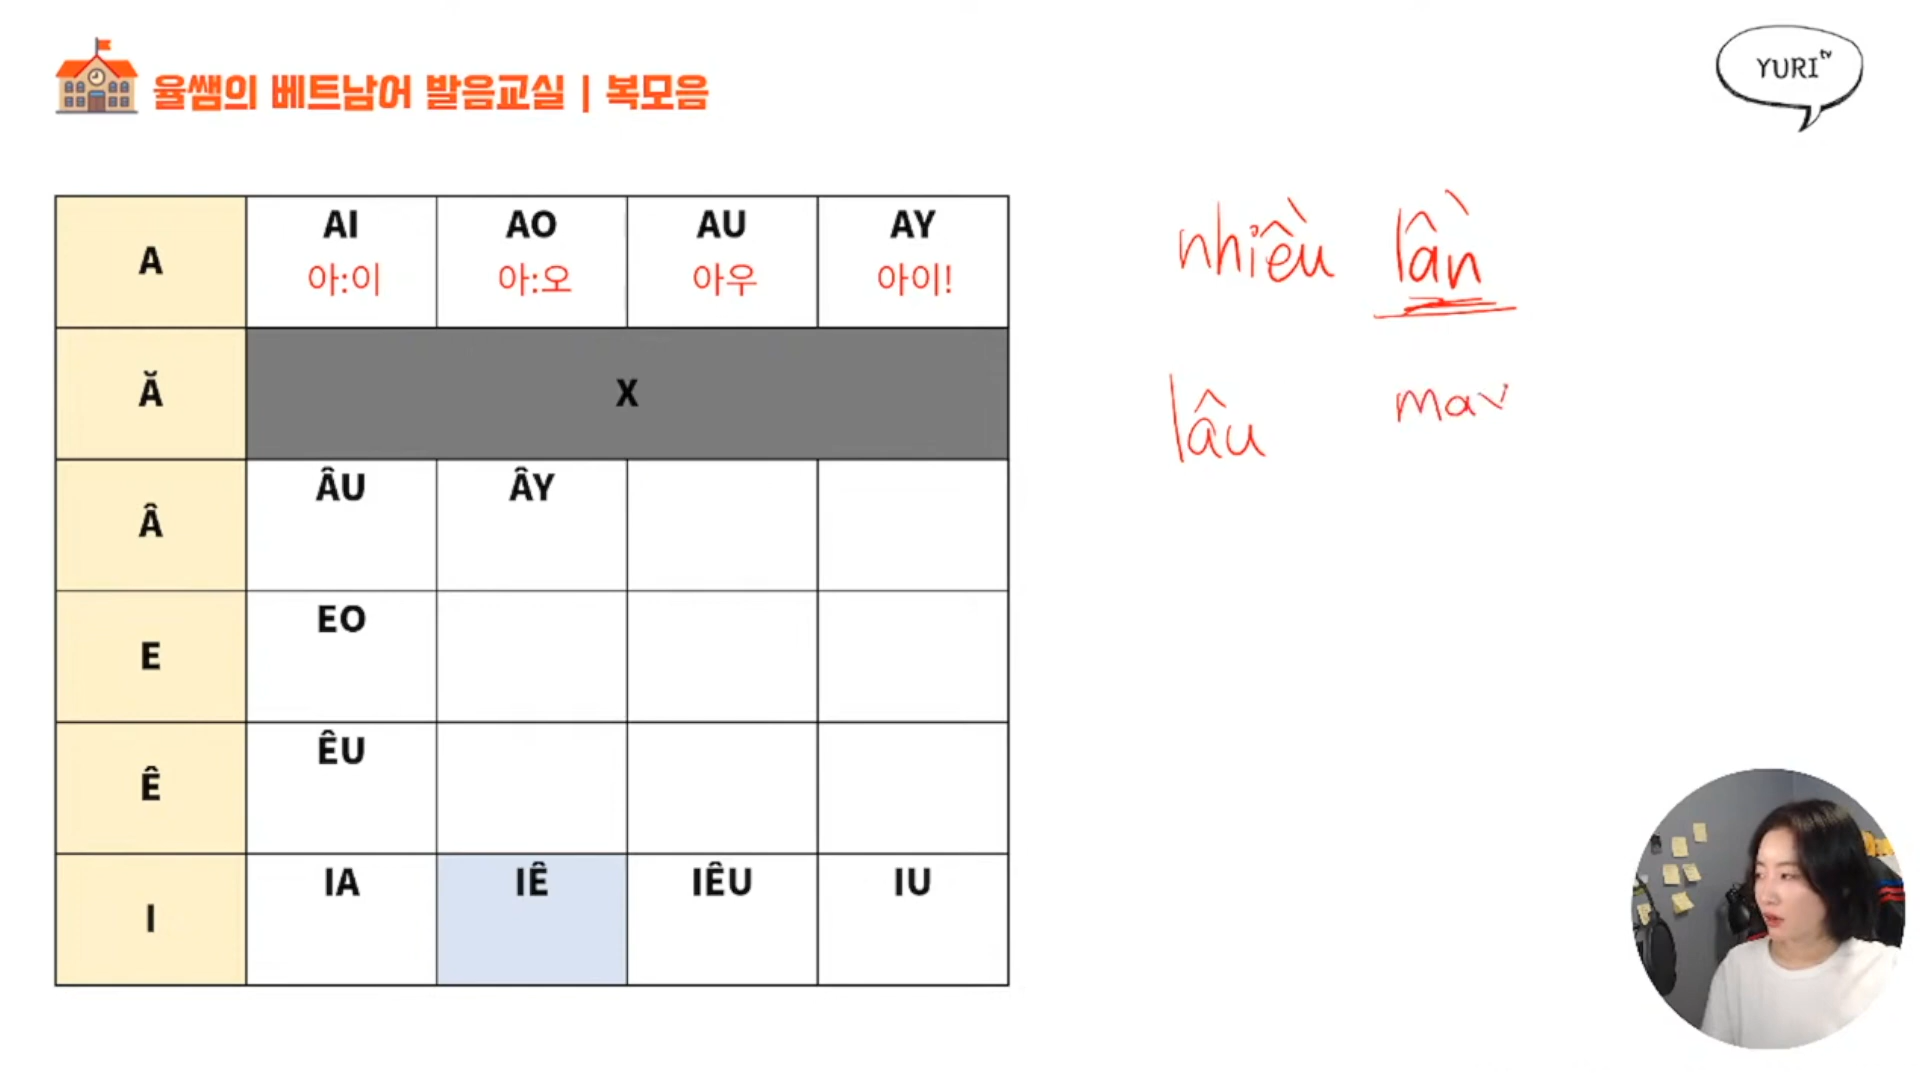 율쌤의 베트남어 발음교실 | 복모음
YURI tv
A AI AO AU AY
아:이 아:오 아우 아이!
Ă X
Â ÂU ÂY
E EO
Ê ÊU
I IA IÊ IÊU IU
nhiều lần
lâu